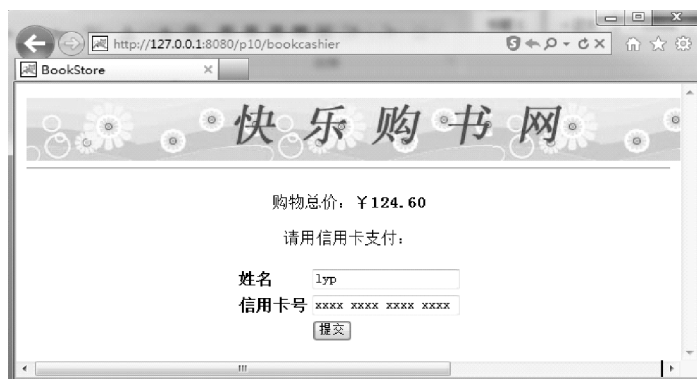 http://127.0.0.1:8080/p10/bookcashier
BookStore
快乐购书网
购物总价：￥124.60
请用信用卡支付：
姓名 lyp
信用卡号 xxxx xxxx xxxx xxxx
提交